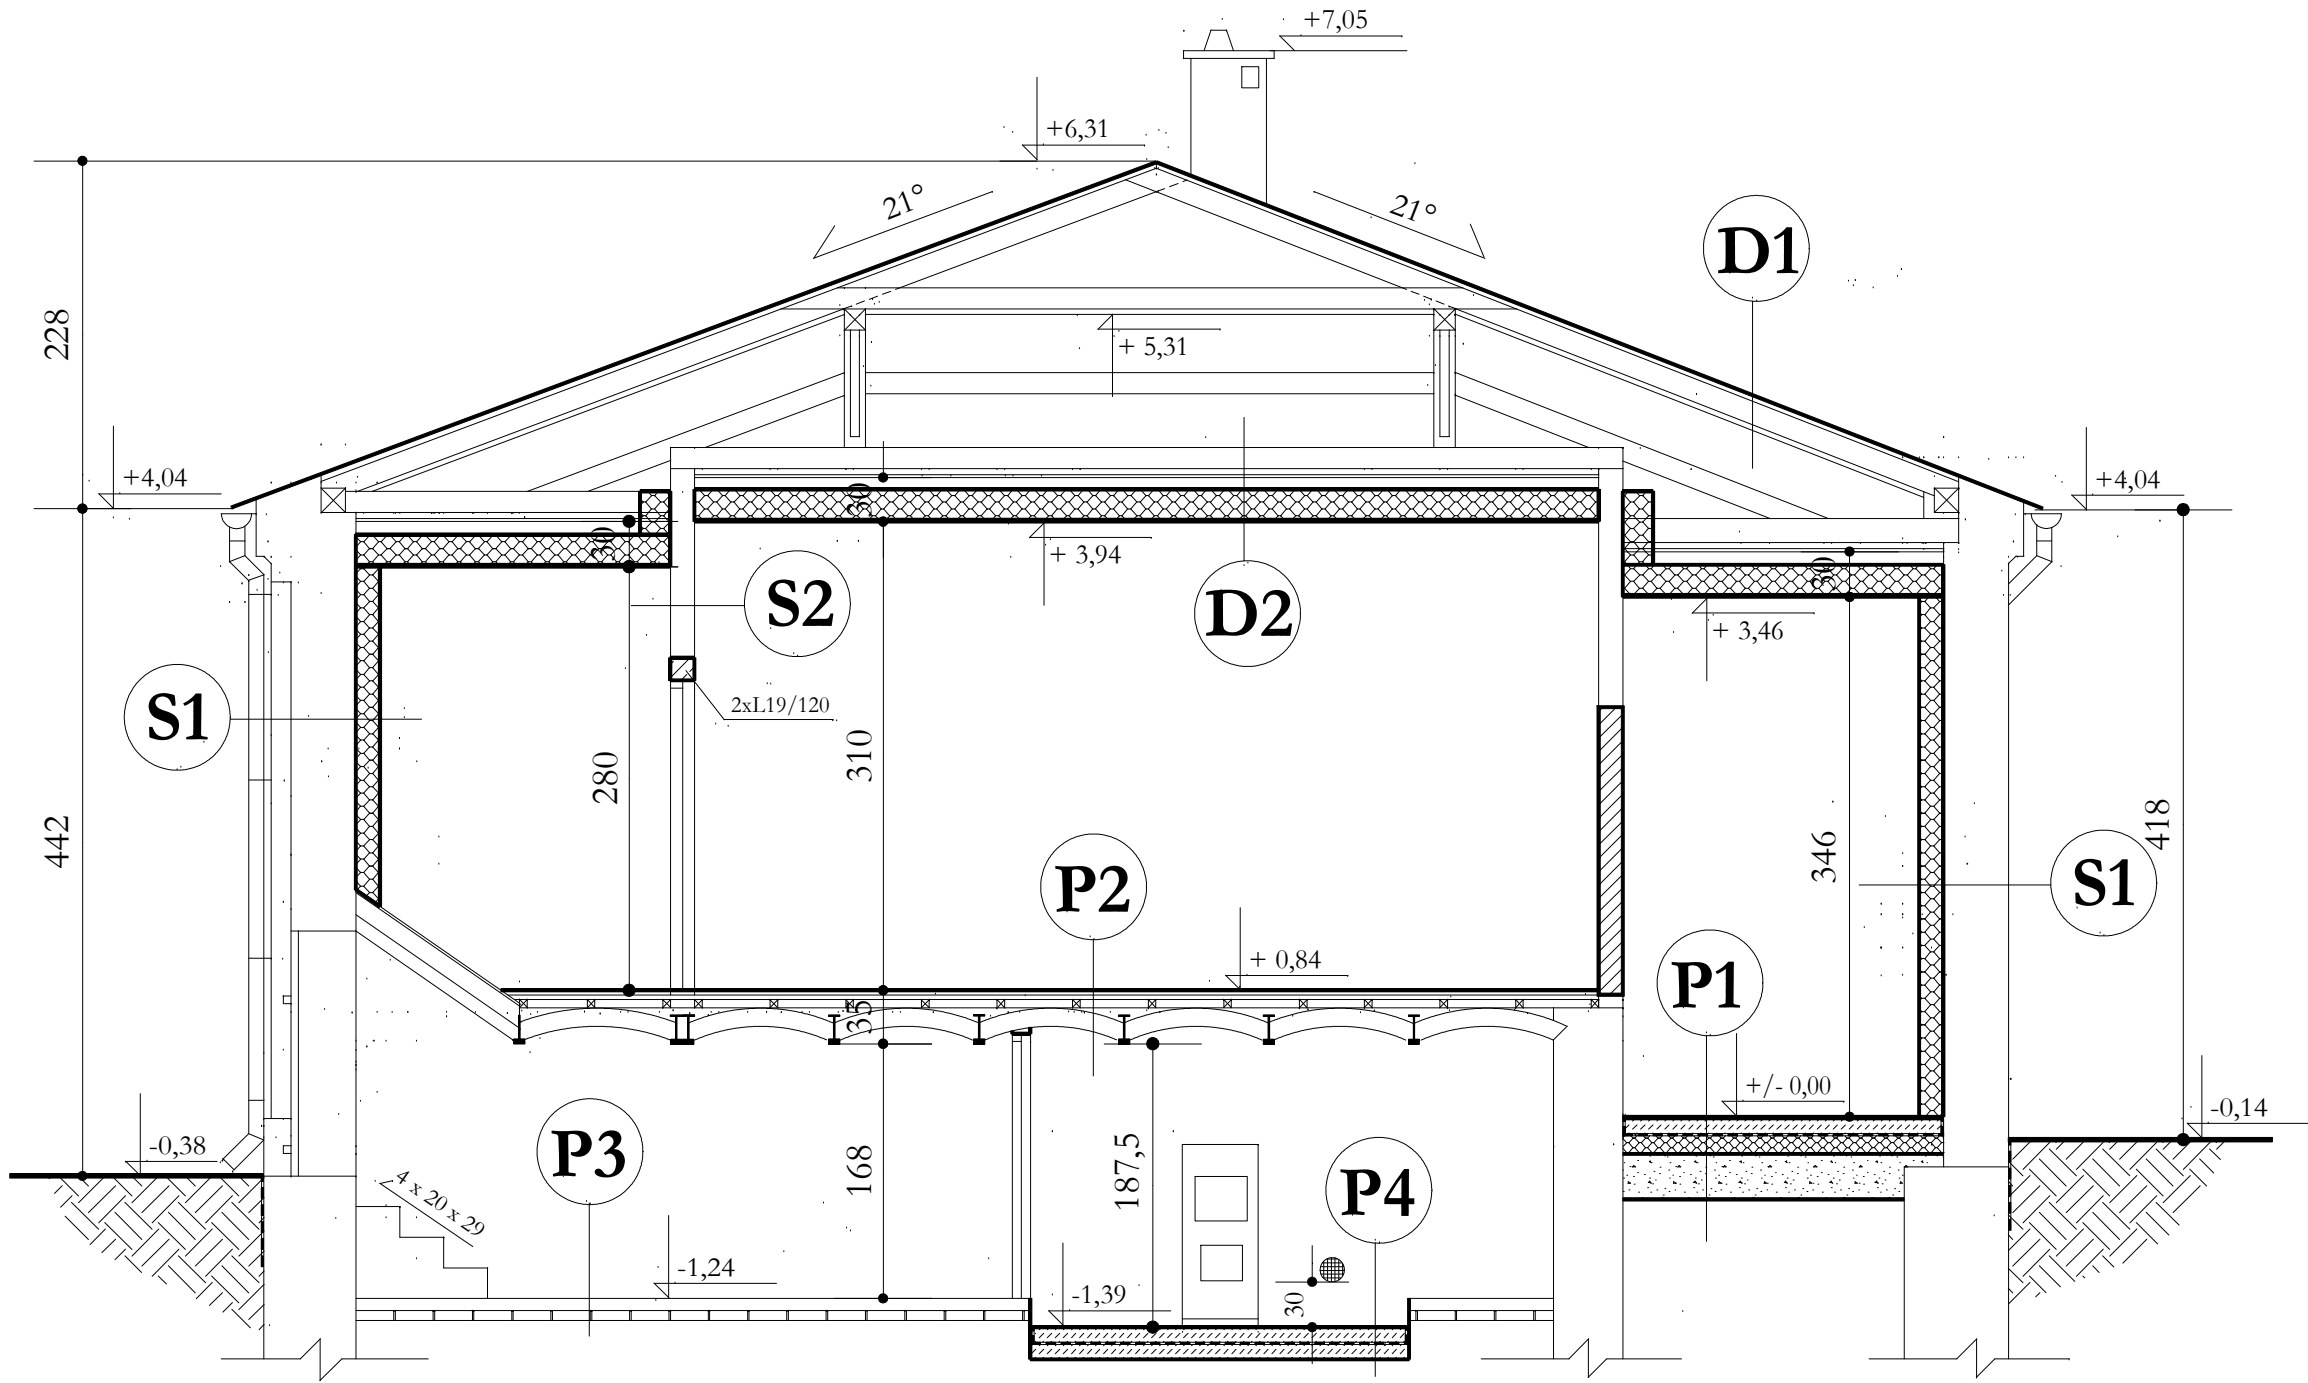 +7,05
+6,31
21°
21°
D1
228
+ 5,31
+4,04
+4,04
30
30
+ 3,94
30
S2
D2
+ 3,46
S1
2xL19/120
280
310
442
418
346
P2
S1
+ 0,84
P1
35
+/- 0,00
-0,38
-0,14
P3
168
187,5
P4
4 x 20 x 29
-1,24
-1,39
30